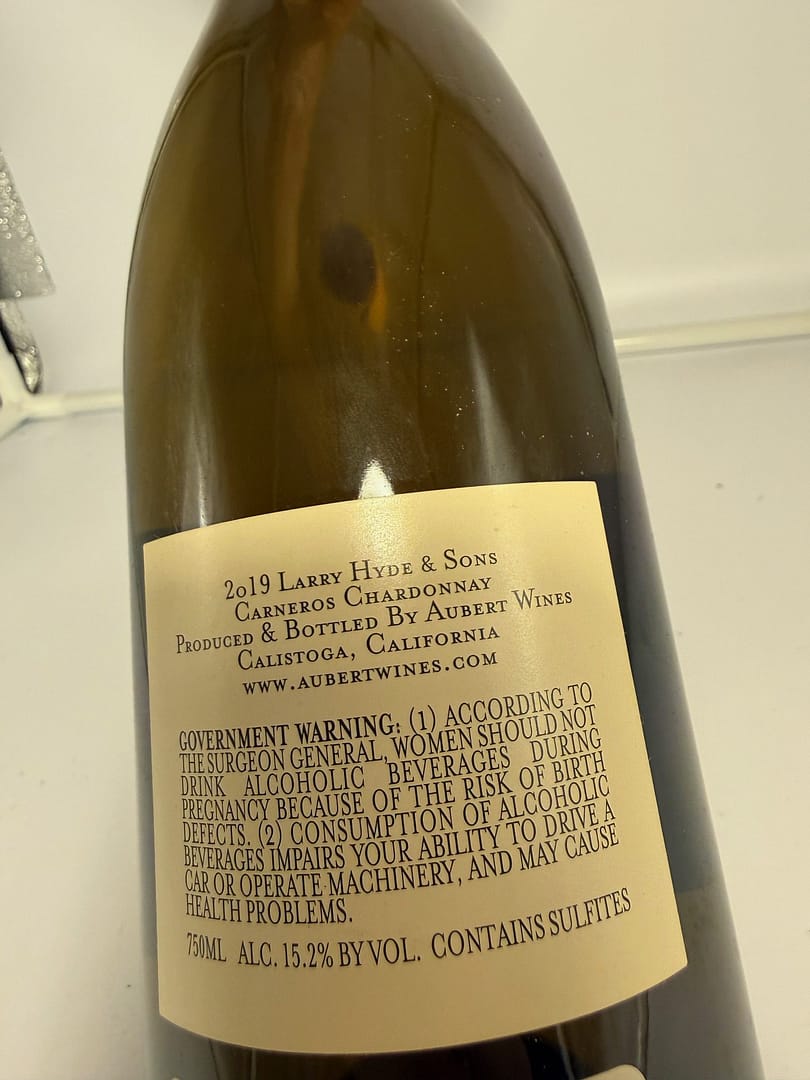 2019 Larry Hyde & Sons
Carneros Chardonnay
Produced & Bottled By Aubert Wines
Calistoga, California
www.aubertwines.com
GOVERNMENT WARNING: (1) ACCORDING TO
THE SURGEON GENERAL, WOMEN SHOULD NOT
DRINK ALCOHOLIC BEVERAGES DURING
PREGNANCY BECAUSE OF THE RISK OF BIRTH
DEFECTS. (2) CONSUMPTION OF ALCOHOLIC
BEVERAGES IMPAIRS YOUR ABILITY TO DRIVE A
CAR OR OPERATE MACHINERY, AND MAY CAUSE
HEALTH PROBLEMS.
750ML ALC. 15.2% BY VOL. CONTAINS SULFITES